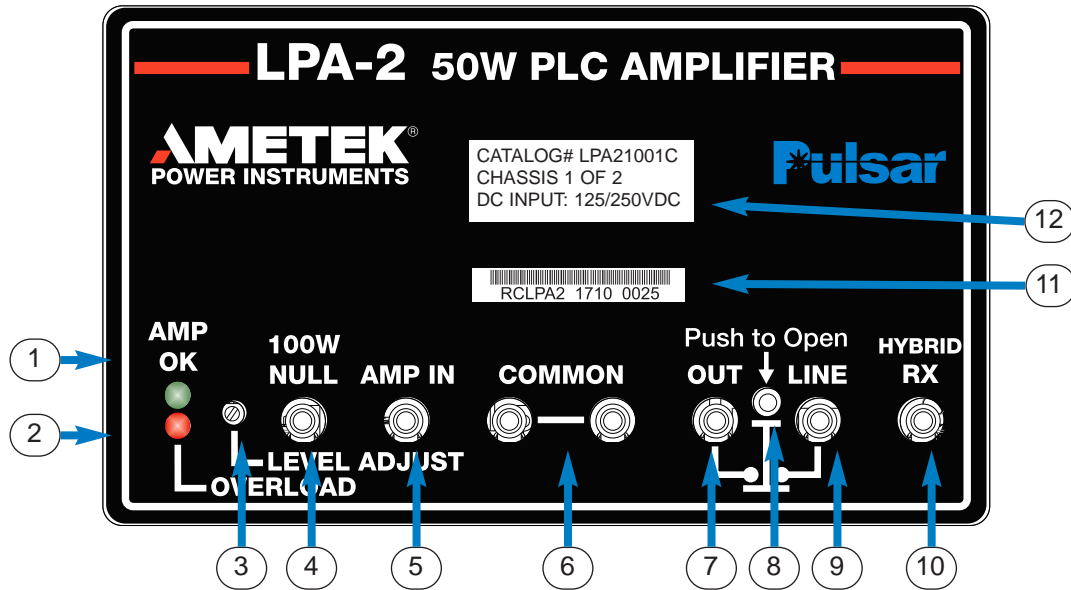 LPA-2 50W PLC AMPLIFIER
AMETEK®
POWER INSTRUMENTS
CATALOG# LPA21001C
CHASSIS 1 OF 2
DC INPUT: 125/250VDC
Pulsar
12
RCLPA2 1710 0025
11
AMP
OK
100W
NULL
AMP IN
COMMON
Push to Open
OUT
LINE
HYBRID
RX
1
2
LEVEL ADJUST
OVERLOAD
3
4
5
6
7
8
9
10